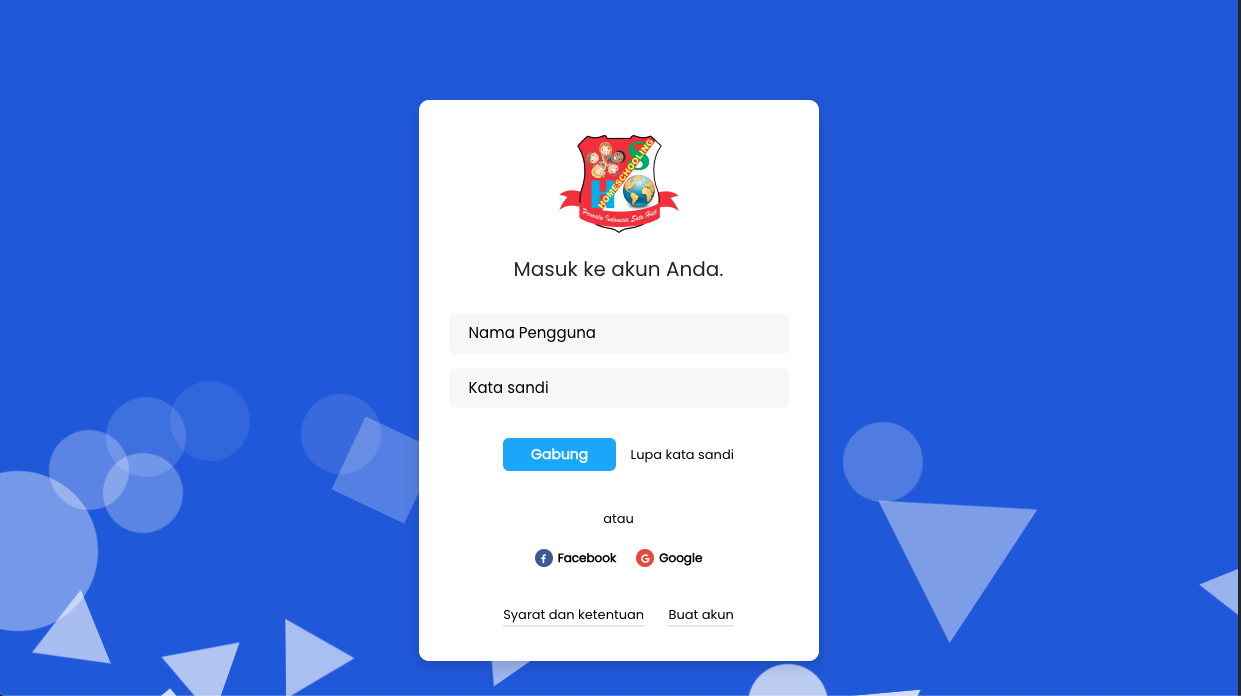 HOMESCHOOLING
H
S
Permata Indonesia Satu Hati
Masuk ke akun Anda.
Nama Pengguna
Kata sandi
Gabung Lupa kata sandi
atau
Facebook Google
Syarat dan ketentuan Buat akun